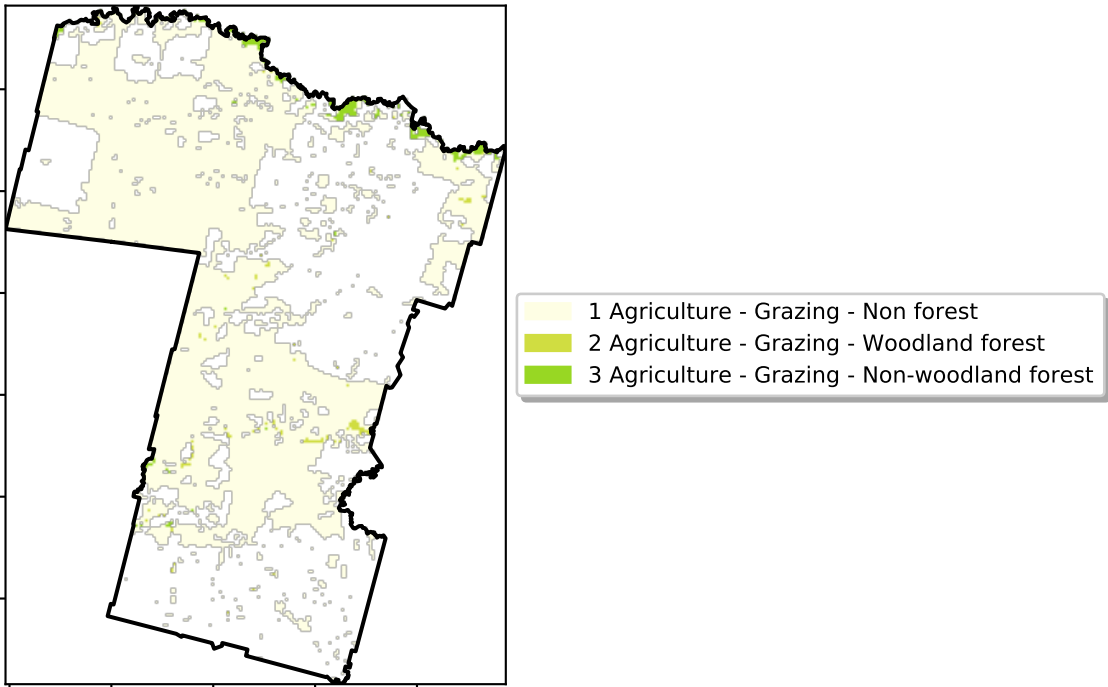 1 Agriculture - Grazing - Non forest
2 Agriculture - Grazing - Woodland forest
3 Agriculture - Grazing - Non-woodland forest